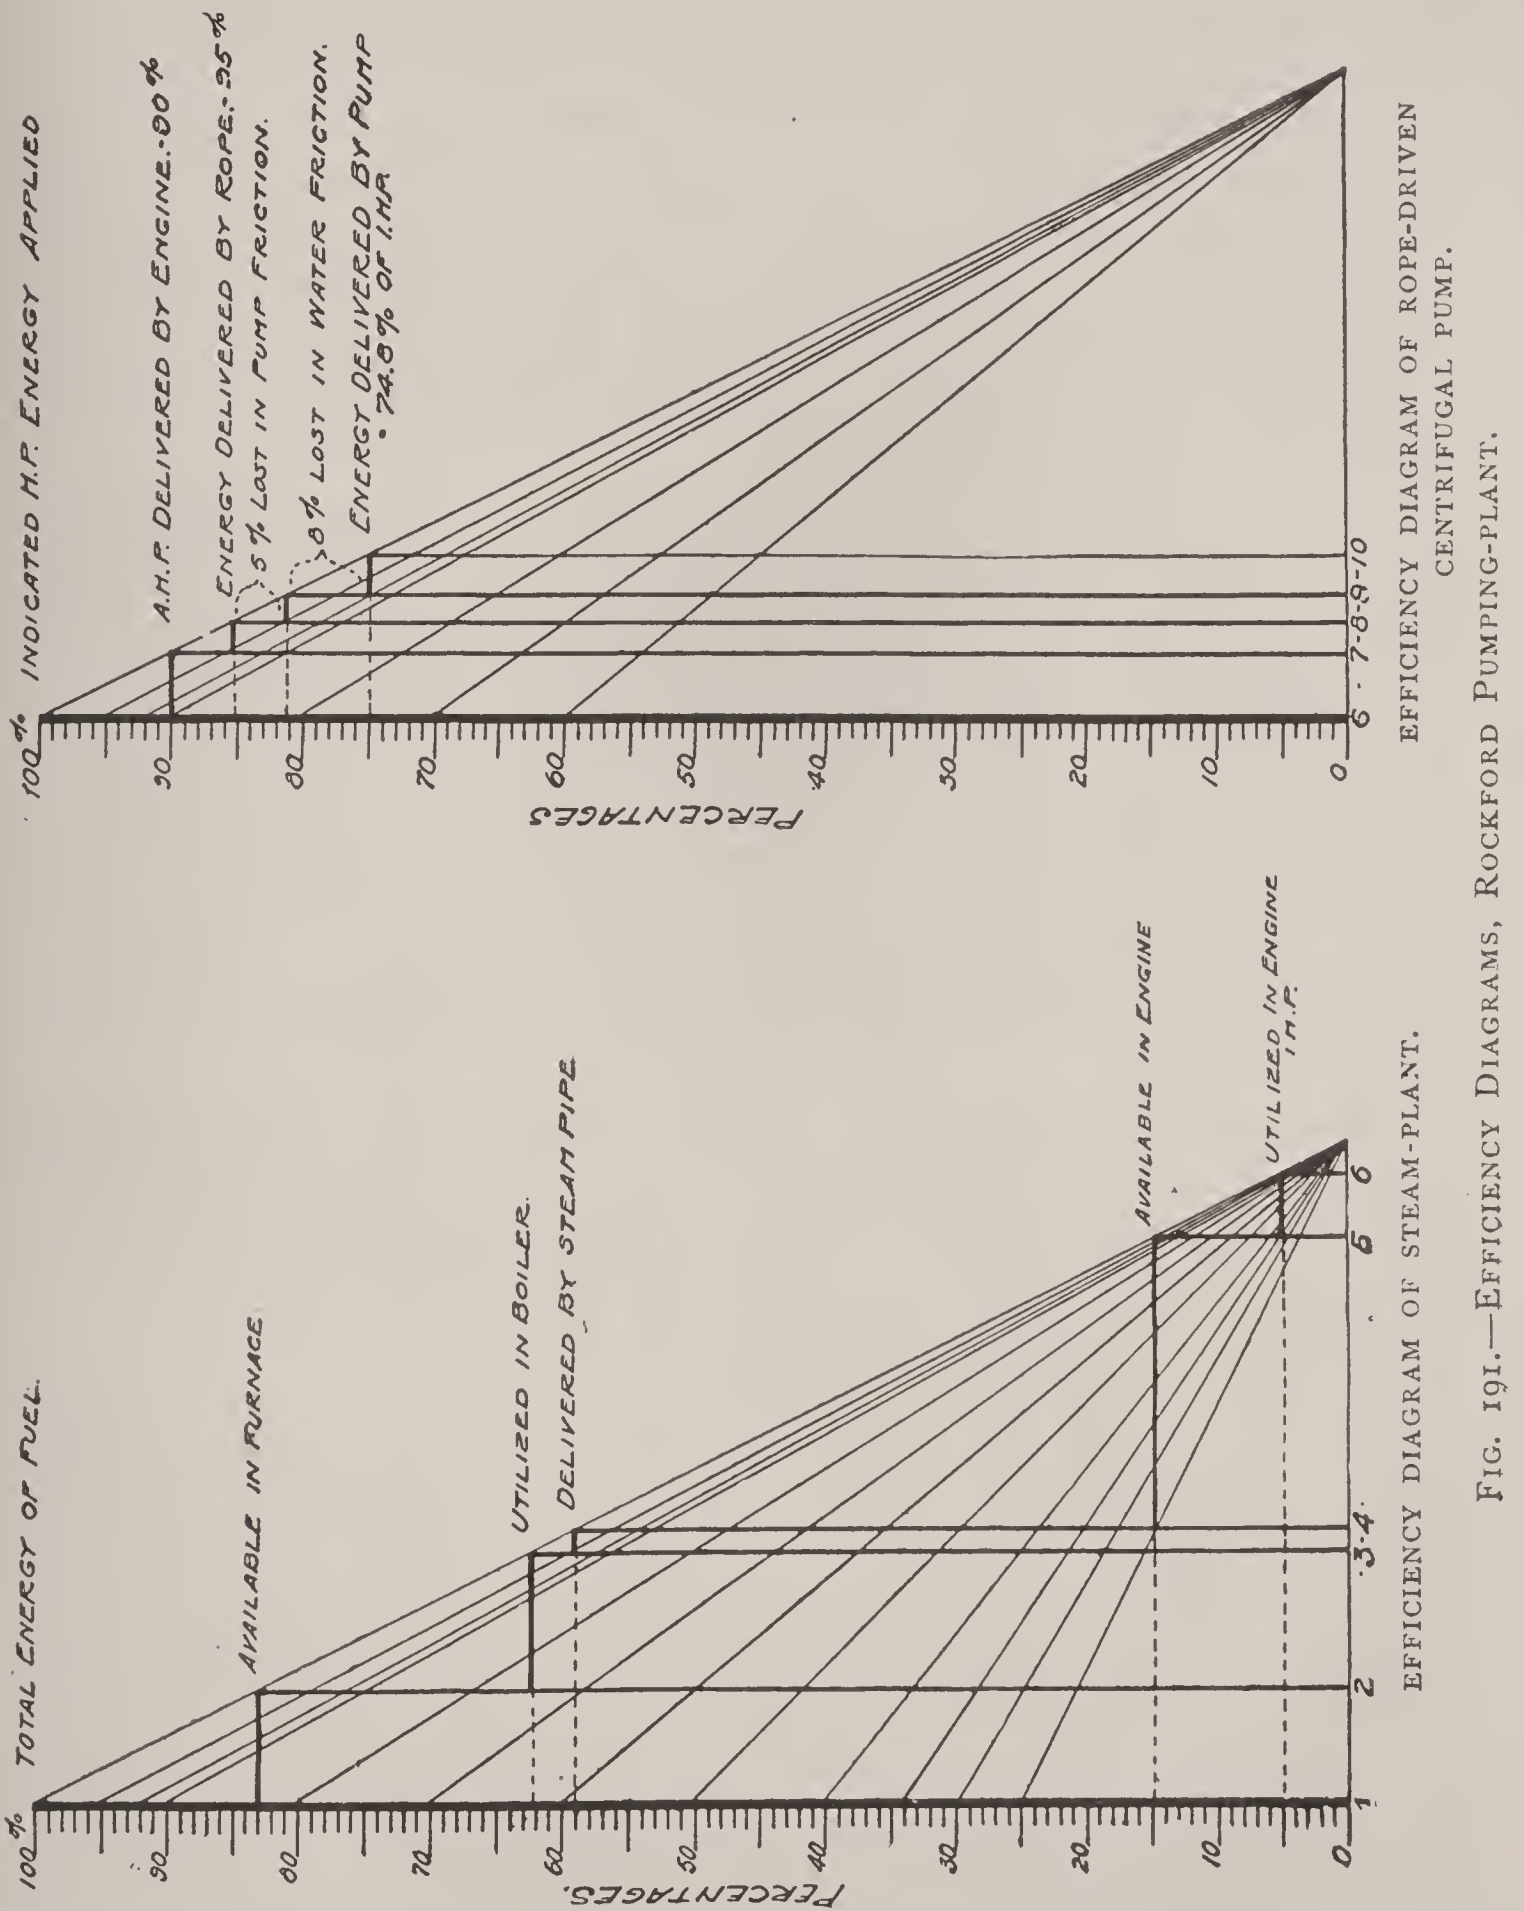 PERCENTAGES.
100%
90
80
70
60
50
40
30
20
10
0
TOTAL ENERGY OF FUEL.
AVAILABLE IN FURNACE.
UTILIZED IN BOILER.
DELIVERED BY STEAM PIPE
AVAILABLE IN ENGINE
UTILIZED IN ENGINE
I.H.P.
1 2 3-4 5 6
EFFICIENCY DIAGRAM OF STEAM-PLANT.
PERCENTAGES
100%
90
80
70
60
50
40
30
20
10
0
INDICATED H.P. ENERGY APPLIED
A.H.P. DELIVERED BY ENGINE.-90%
ENERGY DELIVERED BY ROPE.-95%
5% LOST IN PUMP FRICTION.
8% LOST IN WATER FRICTION.
ENERGY DELIVERED BY PUMP
74.8% OF I.H.P.
6 - 7-8-9-10
EFFICIENCY DIAGRAM OF ROPE-DRIVEN
CENTRIFUGAL PUMP.
FIG. 191.—EFFICIENCY DIAGRAMS, ROCKFORD PUMPING-PLANT.